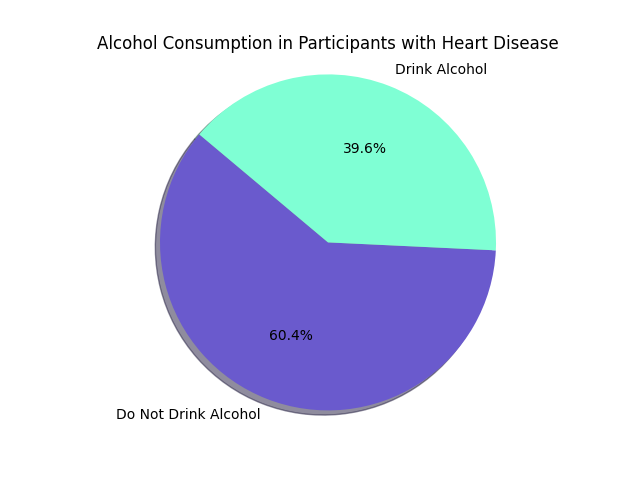 Alcohol Consumption in Participants with Heart Disease
Drink Alcohol
39.6%
60.4%
Do Not Drink Alcohol